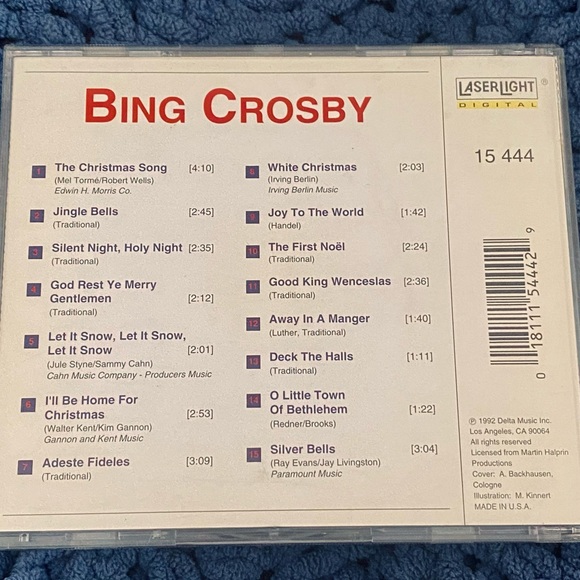 BING CROSBY
1 The Christmas Song [4:10]
(Mel Tormé/Robert Wells)
Edwin H. Morris Co.
2 Jingle Bells [2:45]
(Traditional)
3 Silent Night, Holy Night [2:35]
(Traditional)
4 God Rest Ye Merry
Gentlemen [2:12]
(Traditional)
5 Let It Snow, Let It Snow,
Let It Snow [2:01]
(Jule Styne/Sammy Cahn)
Cahn Music Company - Producers Music
6 I'll Be Home For
Christmas [2:53]
(Walter Kent/Kim Gannon)
Gannon and Kent Music
7 Adeste Fideles [3:09]
(Traditional)
8 White Christmas [2:03]
(Irving Berlin)
Irving Berlin Music
9 Joy To The World [1:42]
(Handel)
10 The First Noël [2:24]
(Traditional)
11 Good King Wenceslas [2:36]
(Traditional)
12 Away In A Manger [1:40]
(Luther, Traditional)
13 Deck The Halls [1:11]
(Traditional)
14 O Little Town
Of Bethlehem [1:22]
(Redner/Brooks)
15 Silver Bells [3:04]
(Ray Evans/Jay Livingston)
Paramount Music
LASERLIGHT ®
DIGITAL
15 444
0 18111 54442 9
℗ 1992 Delta Music Inc.
Los Angeles, CA 90064
All rights reserved
Licensed from Martin Halprin
Productions
Cover: A. Backhausen,
Cologne
Illustration: M. Kinnert
MADE IN U.S.A.